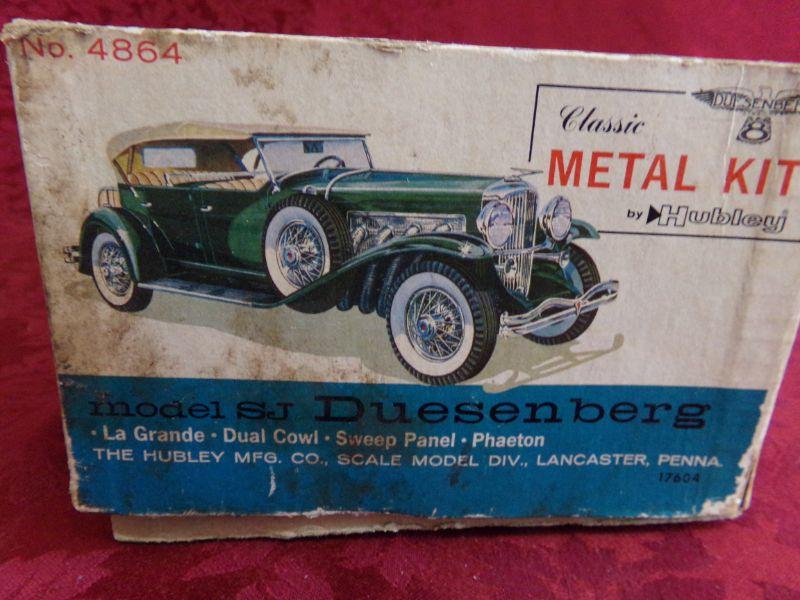 No. 4864
DUESENBERG
8
Classic
METAL KIT
by Hubley
model SJ Duesenberg
• La Grande • Dual Cowl • Sweep Panel • Phaeton
THE HUBLEY MFG. CO., SCALE MODEL DIV., LANCASTER, PENNA.
17604